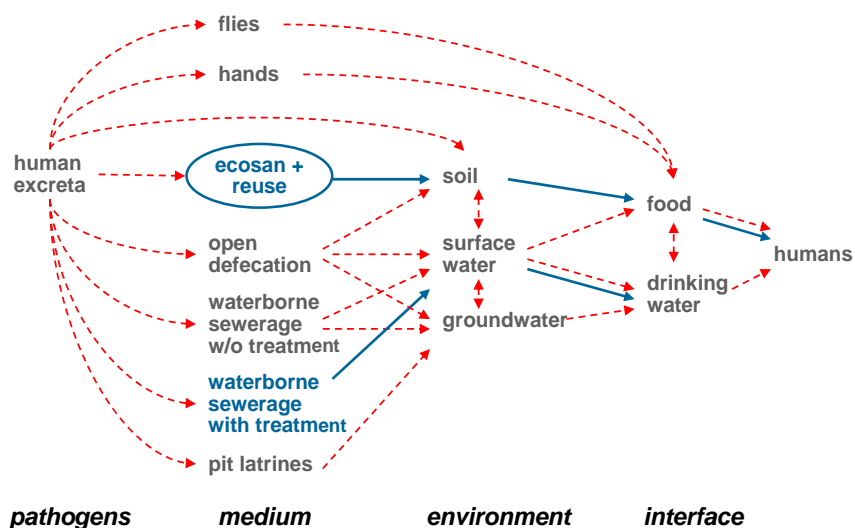 flies
hands
human
excreta
ecosan +
reuse
soil
food
open
defecation
surface
water
humans
drinking
water
waterborne
sewerage
w/o treatment
groundwater
waterborne
sewerage
with treatment
pit latrines
pathogens medium environment interface